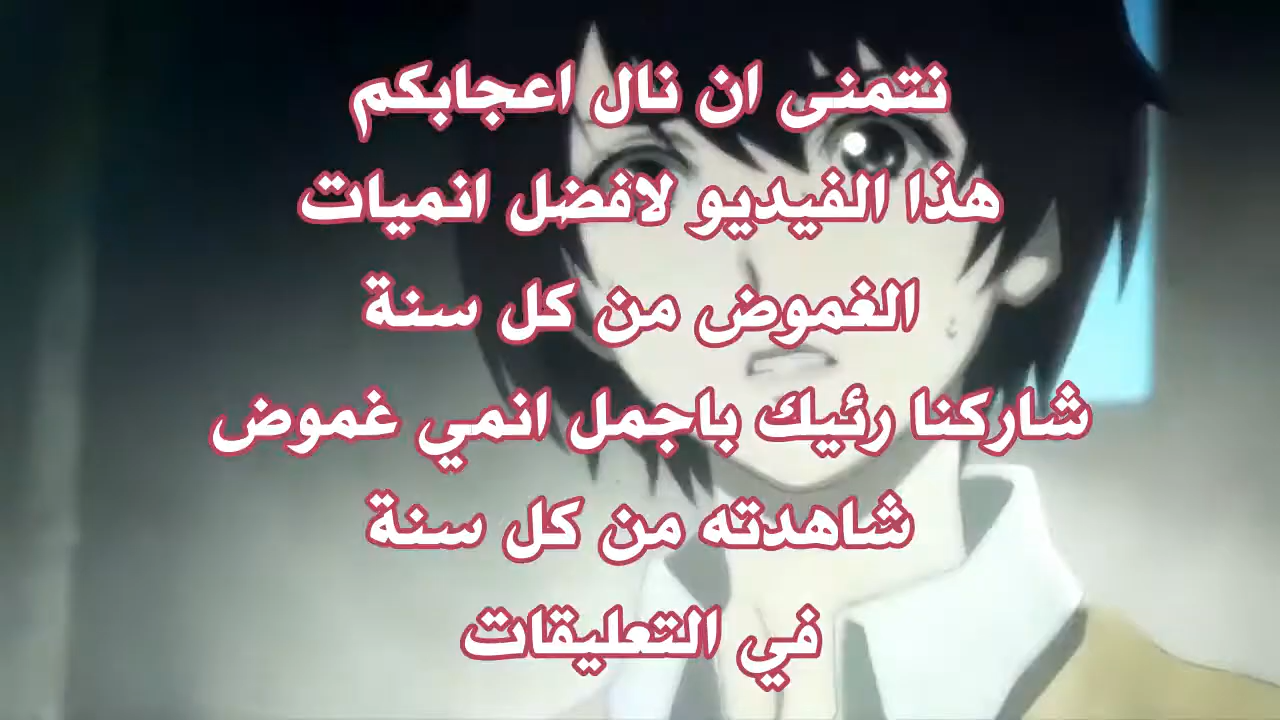 نتمنى ان نال اعجابكم
هذا الفيديو لافضل انميات
الغموض من كل سنة
شاركنا رئيك باجمل انمي غموض
شاهدته من كل سنة
في التعليقات